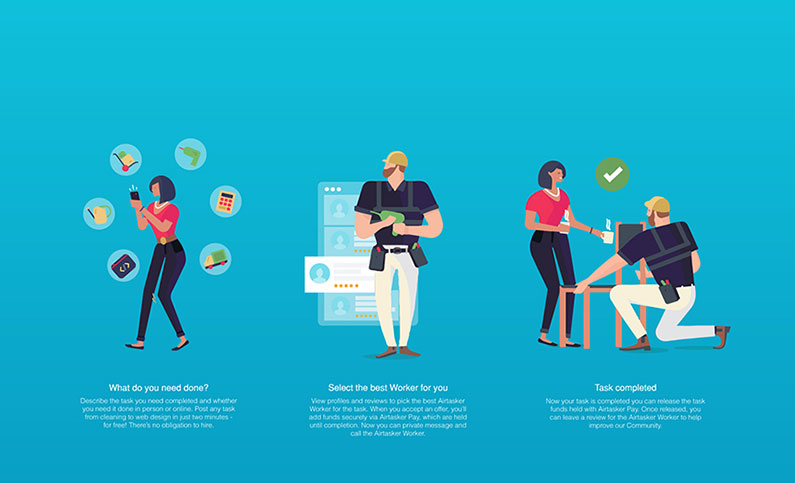 What do you need done?
Describe the task you need completed and whether
you need it done in person or online. Post any task
from cleaning to web design in just two minutes -
for free! There's no obligation to hire.
Select the best Worker for you
View profiles and reviews to pick the best Airtasker
Worker for the task. When you accept an offer, you'll
add funds securely via Airtasker Pay, which are held
until completion. Now you can private message and
call the Airtasker Worker.
Task completed
Now your task is completed you can release the task
funds held with Airtasker Pay. Once released, you
can leave a review for the Airtasker Worker to help
improve our Community.